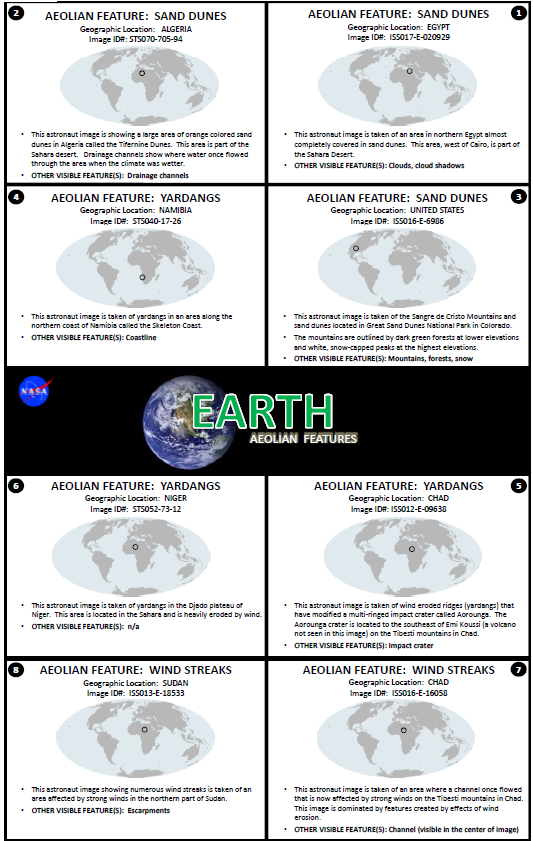 2
AEOLIAN FEATURE: SAND DUNES
Geographic Location: ALGERIA
Image ID#: STS070-705-94
• This astronaut image is showing a large area of orange colored sand
dunes in Algeria called the Tifernine Dunes. This area is part of the
Sahara desert. Drainage channels show where water once flowed
through the area when the climate was wetter.
• OTHER VISIBLE FEATURE(S): Drainage channels
1
AEOLIAN FEATURE: SAND DUNES
Geographic Location: EGYPT
Image ID#: ISS017-E-020929
• This astronaut image is taken of an area in northern Egypt almost
completely covered in sand dunes. This area, west of Cairo, is part of
the Sahara Desert.
• OTHER VISIBLE FEATURE(S): Clouds, cloud shadows
4
AEOLIAN FEATURE: YARDANGS
Geographic Location: NAMIBIA
Image ID#: STS040-17-26
• This astronaut image is taken of yardangs in an area along the
northern coast of Namibia called the Skeleton Coast.
• OTHER VISIBLE FEATURE(S): Coastline
3
AEOLIAN FEATURE: SAND DUNES
Geographic Location: UNITED STATES
Image ID#: ISS016-E-6986
• This astronaut image is taken of the Sangre de Cristo Mountains and
sand dunes located in Great Sand Dunes National Park in Colorado.
• The mountains are outlined by dark green forests at lower elevations
and white, snow-capped peaks at the highest elevations.
• OTHER VISIBLE FEATURE(S): Mountains, forests, snow
NASA
EARTH
AEOLIAN FEATURES
6
AEOLIAN FEATURE: YARDANGS
Geographic Location: NIGER
Image ID#: STS052-73-12
• This astronaut image is taken of yardangs in the Djado plateau of
Niger. This area is located in the Sahara and is heavily eroded by wind.
• OTHER VISIBLE FEATURE(S): n/a
5
AEOLIAN FEATURE: YARDANGS
Geographic Location: CHAD
Image ID#: ISS012-E-09638
• This astronaut image is taken of wind eroded ridges (yardangs) that
have modified a multi-ringed impact crater called Aorounga. The
Aorounga crater is located to the southeast of Emi Koussi (a volcano
not seen in this image) on the Tibesti mountains in Chad.
• OTHER VISIBLE FEATURE(S): Impact crater
8
AEOLIAN FEATURE: WIND STREAKS
Geographic Location: SUDAN
Image ID#: ISS013-E-18533
• This astronaut image showing numerous wind streaks is taken of an
area affected by strong winds in the northern part of Sudan.
• OTHER VISIBLE FEATURE(S): Escarpments
7
AEOLIAN FEATURE: WIND STREAKS
Geographic Location: CHAD
Image ID#: ISS016-E-16058
• This astronaut image is taken of an area where a channel once flowed
that is now affected by strong winds on the Tibesti mountains in Chad.
This image is dominated by features created by effects of wind
erosion.
• OTHER VISIBLE FEATURE(S): Channel (visible in the center of image)